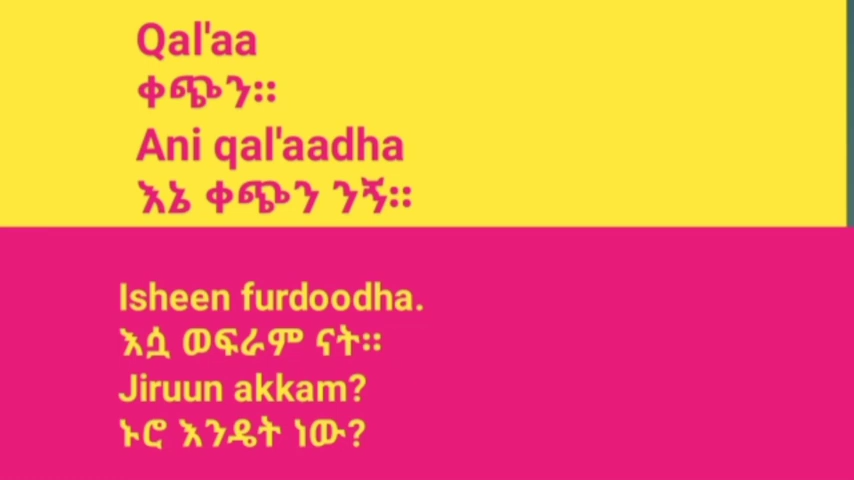 Qal'aa
ቀጭን።
Ani qal'aadha
እኔ ቀጭን ንኝ።
Isheen furdoodha.
እሷ ወፍራም ናት።
Jiruun akkam?
ኑሮ እንዴት ነው?